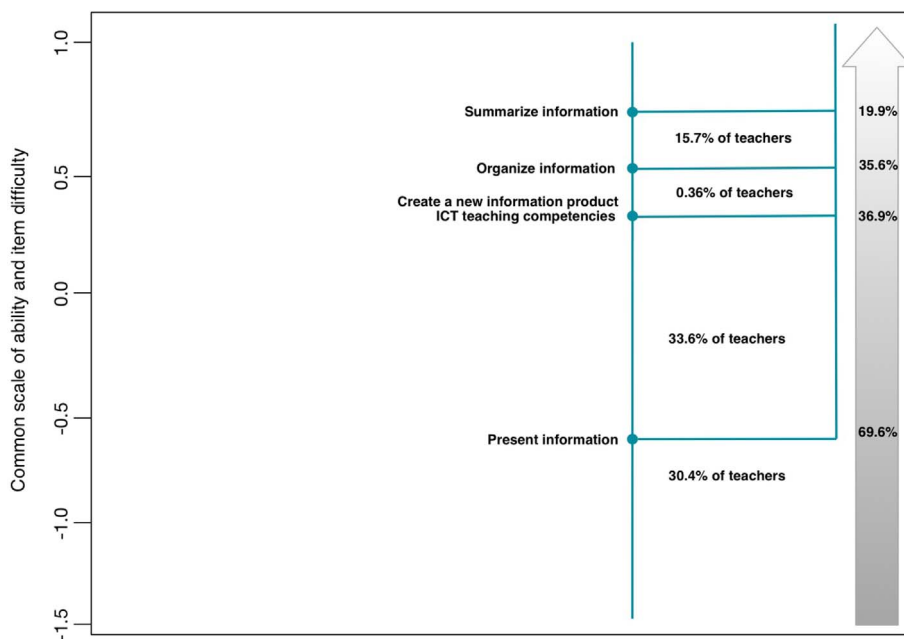 Common scale of ability and item difficulty
1.0
0.5
0.0
-0.5
-1.0
-1.5
Summarize information
19.9%
15.7% of teachers
Organize information
35.6%
0.36% of teachers
Create a new information product
ICT teaching competencies
36.9%
33.6% of teachers
Present information
69.6%
30.4% of teachers